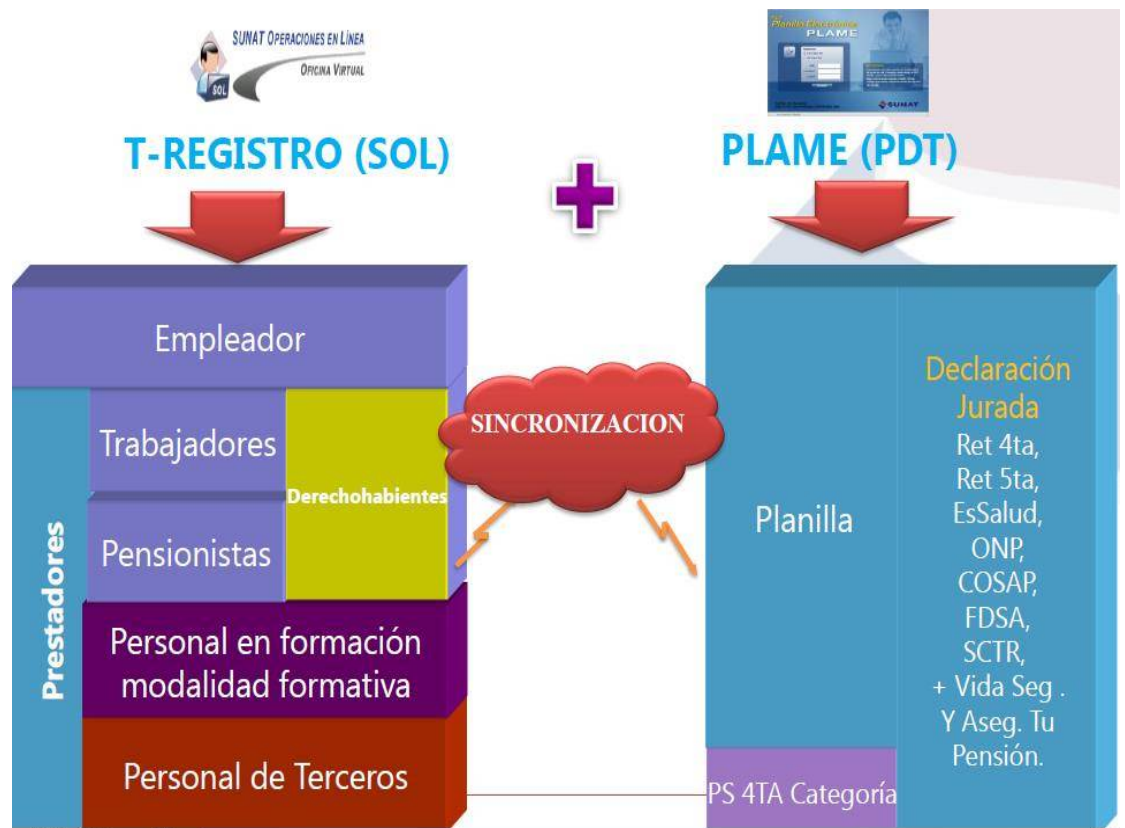 SUNAT OPERACIONES EN LÍNEA
OFICINA VIRTUAL
SOL
Planilla Electrónica
PLAME
SUNAT
T-REGISTRO (SOL)
PLAME (PDT)
Empleador
Prestadores
Trabajadores
Pensionistas
Derechohabientes
Personal en formación
modalidad formativa
Personal de Terceros
SINCRONIZACION
Planilla
PS 4TA Categoría
Declaración
Jurada
Ret 4ta,
Ret 5ta,
EsSalud,
ONP,
COSAP,
FDSA,
SCTR,
+ Vida Seg .
Y Aseg. Tu
Pensión.